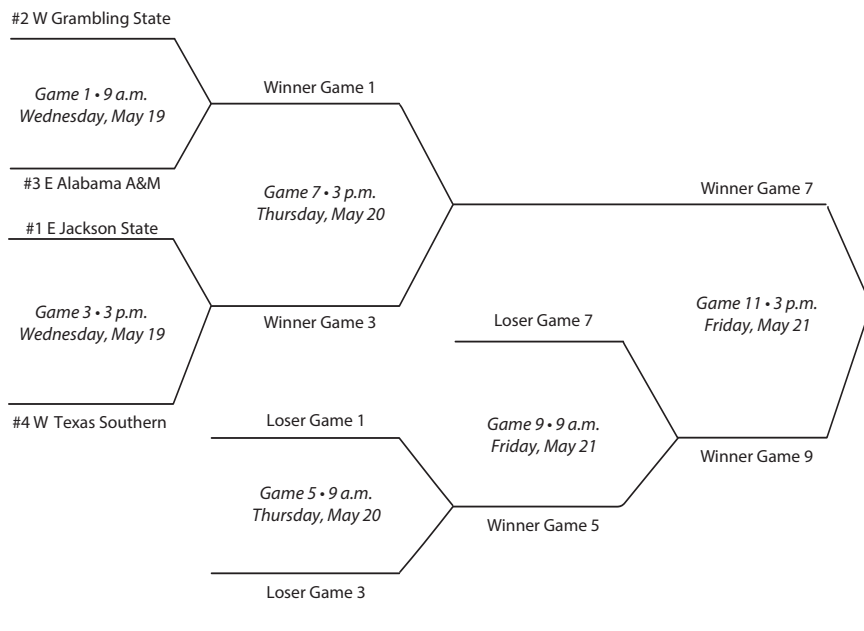 #2 W Grambling State
Game 1 • 9 a.m.
Wednesday, May 19
#3 E Alabama A&M
Winner Game 1
Game 7 • 3 p.m.
Thursday, May 20
#1 E Jackson State
Game 3 • 3 p.m.
Wednesday, May 19
#4 W Texas Southern
Winner Game 3
Winner Game 7
Game 11 • 3 p.m.
Friday, May 21
Loser Game 7
Game 9 • 9 a.m.
Friday, May 21
Winner Game 9
Loser Game 1
Game 5 • 9 a.m.
Thursday, May 20
Winner Game 5
Loser Game 3